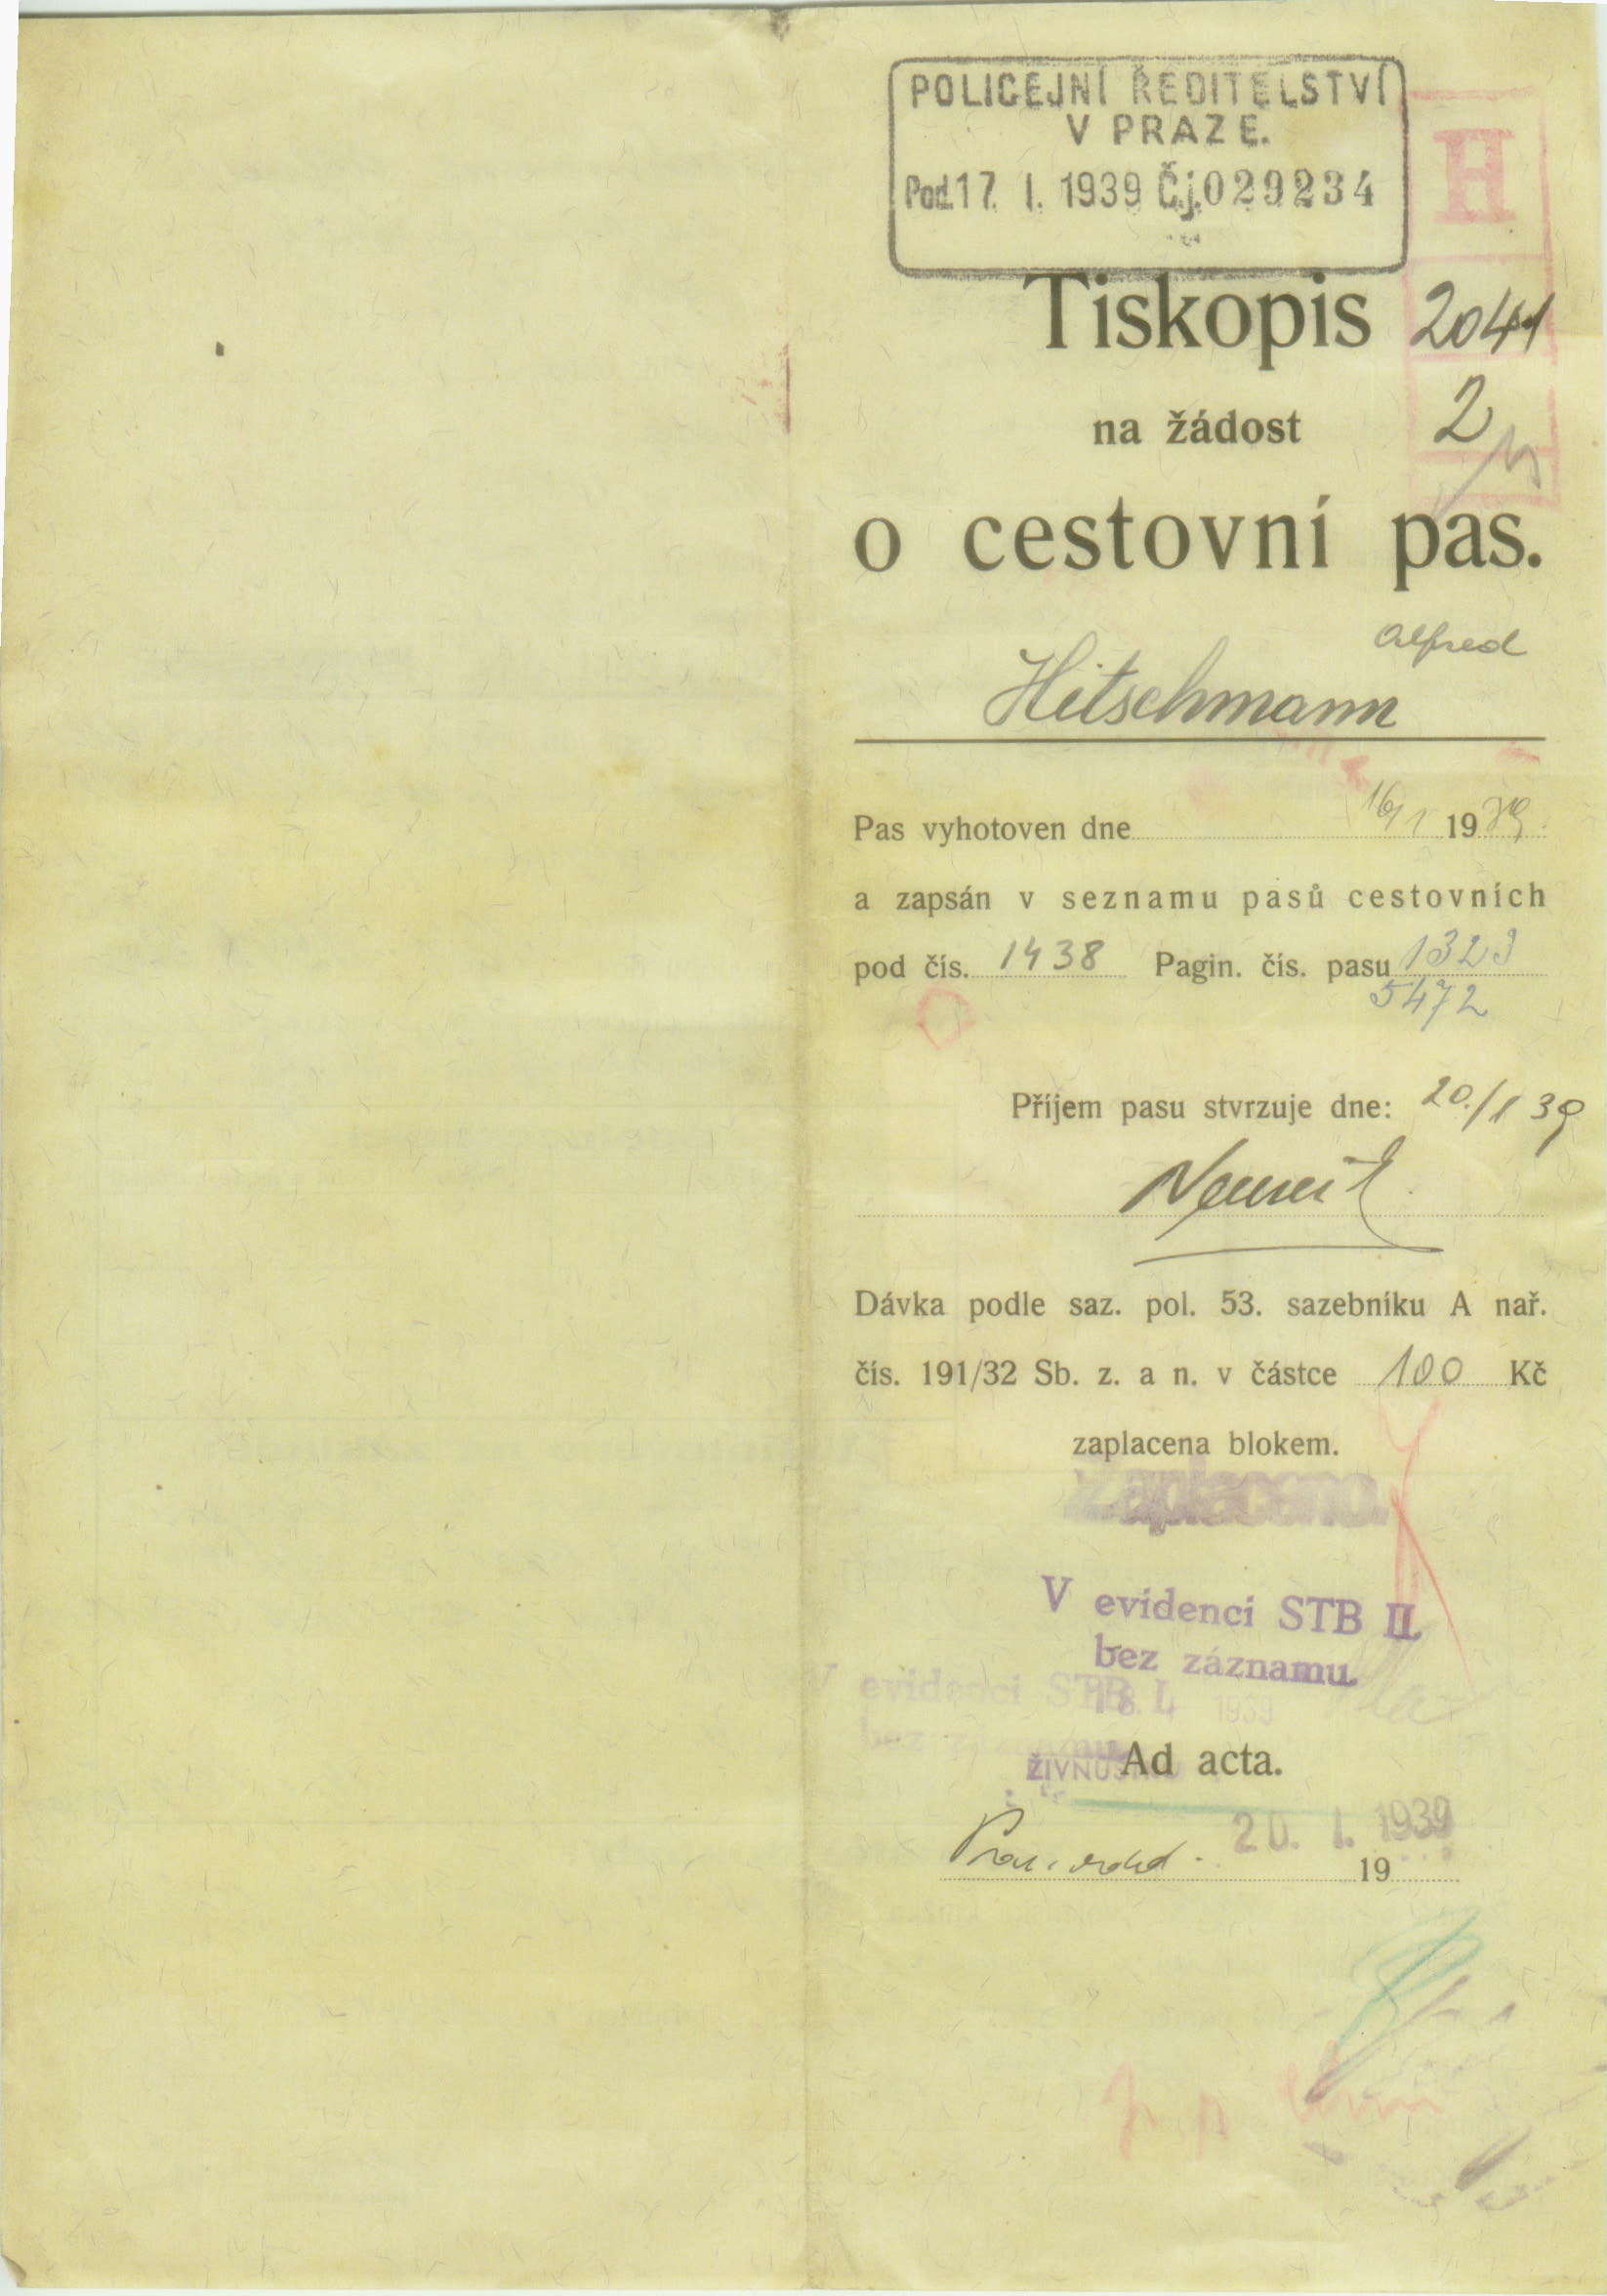 POLICEJNÍ ŘEDITELSTVÍ
V PRAZE.
Pod. 17. I. 1939 Čj. 029234
H
Tiskopis
2041
na žádost
2
o cestovní pas.
Alfred
Hitschmann
Pas vyhotoven dne 16/1 1939.
a zapsán v seznamu pasů cestovních
pod čís. 1438 Pagin. čís. pasu 1323
5472
Příjem pasu stvrzuje dne: 20./1 39
Dávka podle saz. pol. 53. sazebníku A nař.
čís. 191/32 Sb. z. a n. v částce 100 Kč
zaplacena blokem.
Zaplaceno.
V evidenci STB II.
bez záznamu.
V evidenci STB I.
bez záznamu.
1939
Ad acta.
20. I. 1939
19